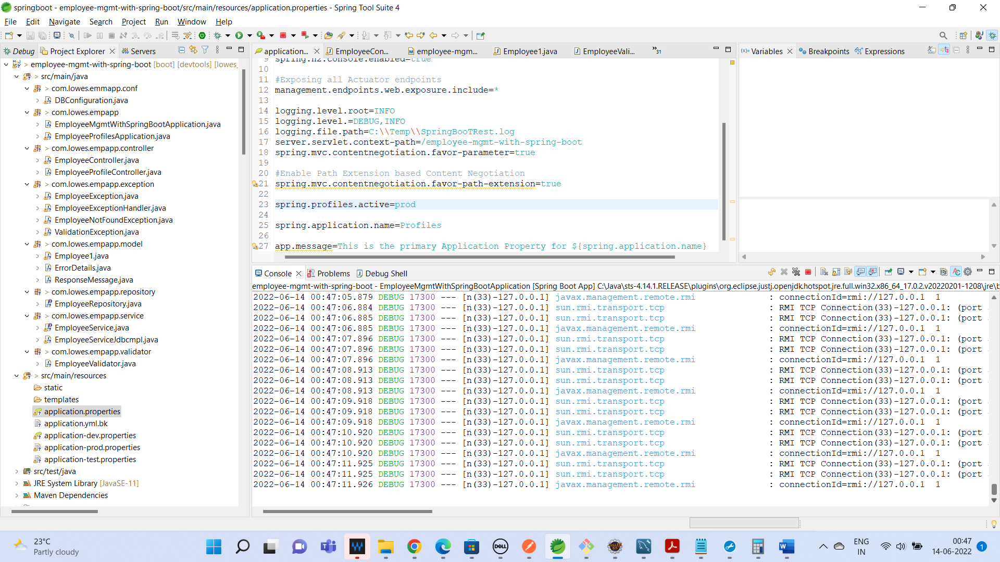 springboot - employee-mgmt-with-spring-boot/src/main/resources/application.properties - Spring Tool Suite 4
File Edit Navigate Search Project Run Window Help
Debug Project Explorer Servers
> employee-mgmt-with-spring-boot [boot] [devtools] [lowes_
> src/main/java
> com.lowes.emmapp.conf
DBConfiguration.java
> com.lowes.empapp
EmployeeMgmtWithSpringBootApplication.java
EmployeeProfilesApplication.java
> com.lowes.empapp.controller
EmployeeController.java
EmployeeProfileController.java
> com.lowes.empapp.exception
EmployeeException.java
EmployeeExceptionHandler.java
EmployeeNotFoundException.java
ValidationException.java
> com.lowes.empapp.model
Employee1.java
ErrorDetails.java
ResponseMessage.java
> com.lowes.empapp.repository
EmployeeRepository.java
> com.lowes.empapp.service
EmployeeService.java
EmployeeServiceJdbcmpl.java
> com.lowes.empapp.validator
EmployeeValidator.java
> src/main/resources
static
templates
application.properties
application.yml.bk
application-dev.properties
application-prod.properties
application-test.properties
src/test/java
JRE System Library [JavaSE-11]
Maven Dependencies
application... EmployeeCon... employee-mgm... Employee1.java EmployeeVali... »31
9 spring.h2.console.enabled=true
10
11 #Exposing all Actuator endpoints
12 management.endpoints.web.exposure.include=*
13
14 logging.level.root=INFO
15 logging.level.=DEBUG,INFO
16 logging.file.path=C:\\Temp\\SpringBooTRest.log
17 server.servlet.context-path=/employee-mgmt-with-spring-boot
18 spring.mvc.contentnegotiation.favor-parameter=true
19
20 #Enable Path Extension based Content Negotiation
21 spring.mvc.contentnegotiation.favor-path-extension=true
22
23 spring.profiles.active=prod
24
25 spring.application.name=Profiles
26
27 app.message=This is the primary Application Property for ${spring.application.name}
(x)= Variables Breakpoints Expressions
Console Problems Debug Shell
employee-mgmt-with-spring-boot - EmployeeMgmtWithSpringBootApplication [Spring Boot App] C:\Java\sts-4.14.1.RELEASE\plugins\org.eclipse.justj.openjdk.hotspot.jre.full.win32.x86_64_17.0.2.v20220201-1208\jre\b
2022-06-14 00:47:05.879 DEBUG 17300 --- [n(33)-127.0.0.1] javax.management.remote.rmi : connectionId=rmi://127.0.0.1 1
2022-06-14 00:47:06.884 DEBUG 17300 --- [n(33)-127.0.0.1] sun.rmi.transport.tcp : RMI TCP Connection(33)-127.0.0.1: (port
2022-06-14 00:47:06.885 DEBUG 17300 --- [n(33)-127.0.0.1] sun.rmi.transport.tcp : RMI TCP Connection(33)-127.0.0.1: (port
2022-06-14 00:47:06.885 DEBUG 17300 --- [n(33)-127.0.0.1] javax.management.remote.rmi : connectionId=rmi://127.0.0.1 1
2022-06-14 00:47:07.896 DEBUG 17300 --- [n(33)-127.0.0.1] sun.rmi.transport.tcp : RMI TCP Connection(33)-127.0.0.1: (port
2022-06-14 00:47:07.896 DEBUG 17300 --- [n(33)-127.0.0.1] sun.rmi.transport.tcp : RMI TCP Connection(33)-127.0.0.1: (port
2022-06-14 00:47:07.896 DEBUG 17300 --- [n(33)-127.0.0.1] javax.management.remote.rmi : connectionId=rmi://127.0.0.1 1
2022-06-14 00:47:08.913 DEBUG 17300 --- [n(33)-127.0.0.1] sun.rmi.transport.tcp : RMI TCP Connection(33)-127.0.0.1: (port
2022-06-14 00:47:08.913 DEBUG 17300 --- [n(33)-127.0.0.1] sun.rmi.transport.tcp : RMI TCP Connection(33)-127.0.0.1: (port
2022-06-14 00:47:08.913 DEBUG 17300 --- [n(33)-127.0.0.1] javax.management.remote.rmi : connectionId=rmi://127.0.0.1 1
2022-06-14 00:47:09.918 DEBUG 17300 --- [n(33)-127.0.0.1] sun.rmi.transport.tcp : RMI TCP Connection(33)-127.0.0.1: (port
2022-06-14 00:47:09.918 DEBUG 17300 --- [n(33)-127.0.0.1] sun.rmi.transport.tcp : RMI TCP Connection(33)-127.0.0.1: (port
2022-06-14 00:47:09.918 DEBUG 17300 --- [n(33)-127.0.0.1] javax.management.remote.rmi : connectionId=rmi://127.0.0.1 1
2022-06-14 00:47:10.920 DEBUG 17300 --- [n(33)-127.0.0.1] sun.rmi.transport.tcp : RMI TCP Connection(33)-127.0.0.1: (port
2022-06-14 00:47:10.920 DEBUG 17300 --- [n(33)-127.0.0.1] sun.rmi.transport.tcp : RMI TCP Connection(33)-127.0.0.1: (port
2022-06-14 00:47:10.920 DEBUG 17300 --- [n(33)-127.0.0.1] javax.management.remote.rmi : connectionId=rmi://127.0.0.1 1
2022-06-14 00:47:11.925 DEBUG 17300 --- [n(33)-127.0.0.1] sun.rmi.transport.tcp : RMI TCP Connection(33)-127.0.0.1: (port
2022-06-14 00:47:11.925 DEBUG 17300 --- [n(33)-127.0.0.1] sun.rmi.transport.tcp : RMI TCP Connection(33)-127.0.0.1: (port
2022-06-14 00:47:11.926 DEBUG 17300 --- [n(33)-127.0.0.1] javax.management.remote.rmi : connectionId=rmi://127.0.0.1 1
23°C
Partly cloudy
DELL
ENG
IN
00:47
14-06-2022
1